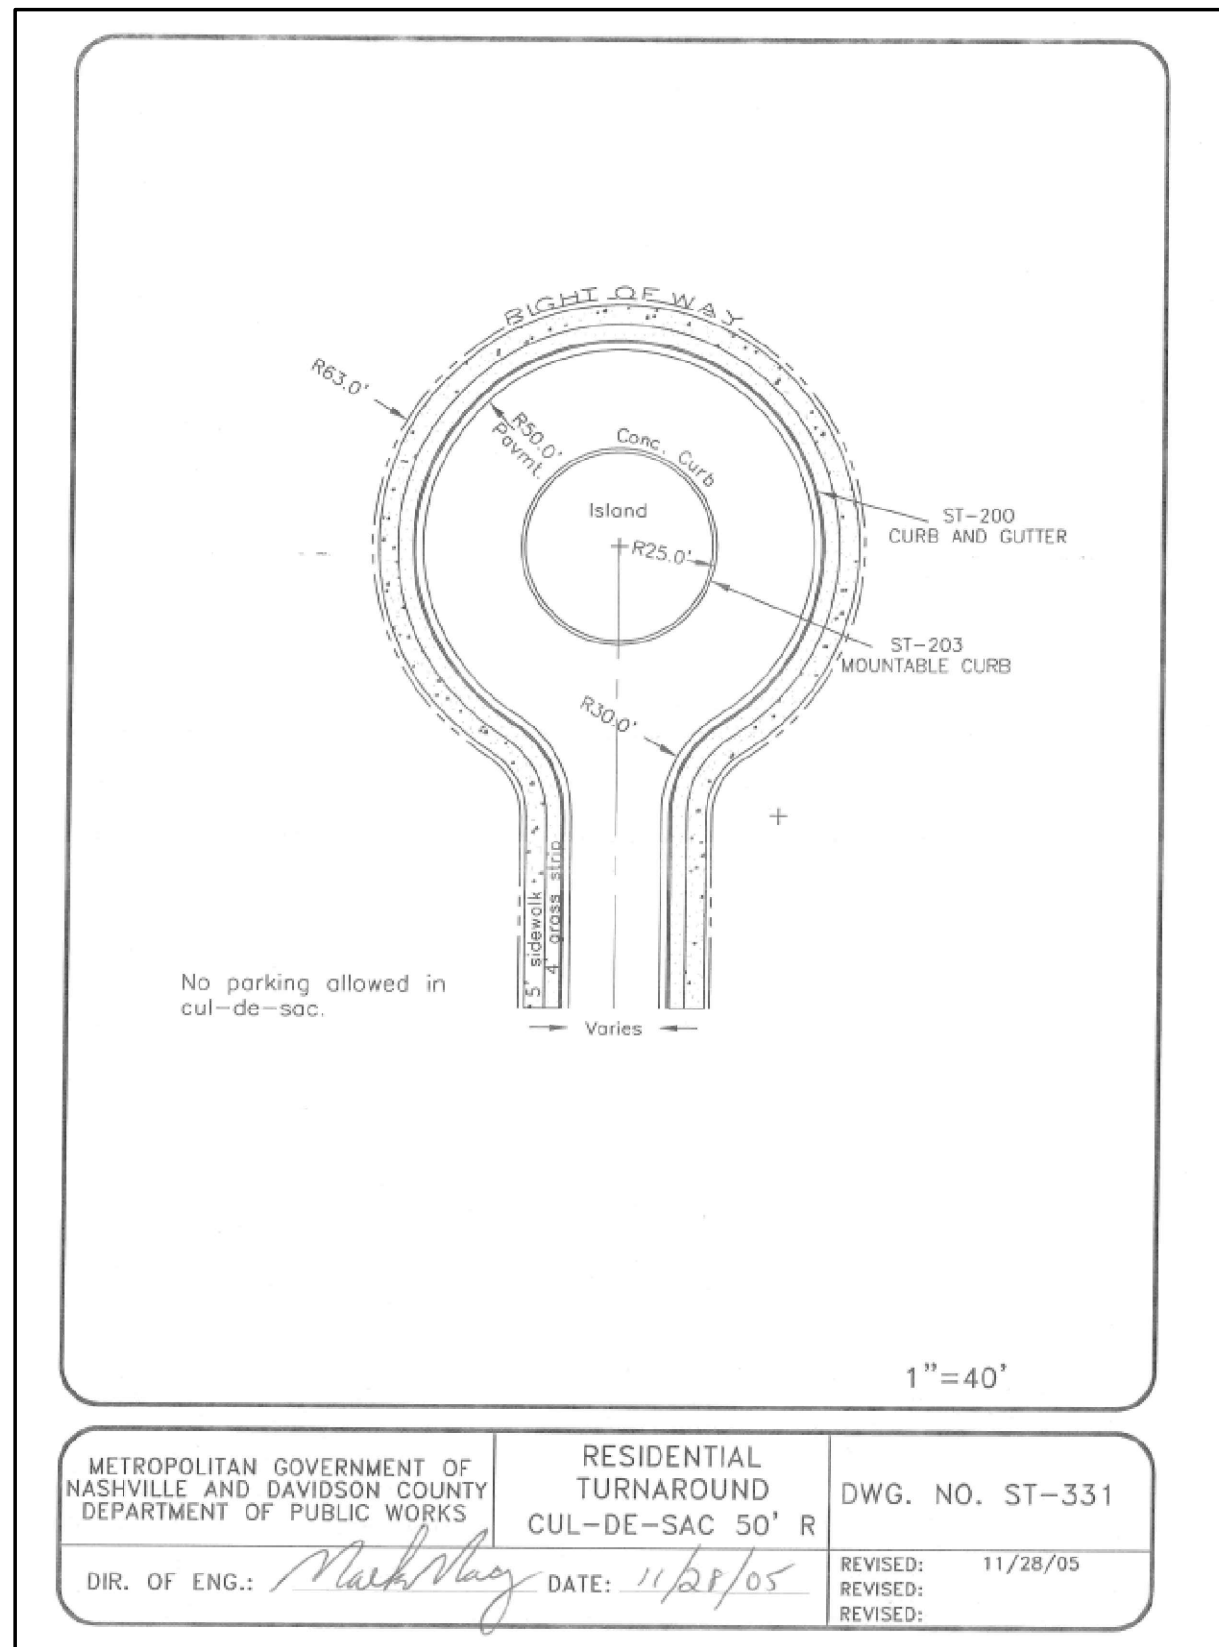 RIGHT OF WAY
R63.0'
R50.0'
Pavmt.
Conc. Curb
Island
R25.0'
ST-200
CURB AND GUTTER
ST-203
MOUNTABLE CURB
R30.0'
5' sidewalk
4' grass strip
No parking allowed in
cul-de-sac.
Varies
1"=40'
METROPOLITAN GOVERNMENT OF
NASHVILLE AND DAVIDSON COUNTY
DEPARTMENT OF PUBLIC WORKS
RESIDENTIAL
TURNAROUND
CUL-DE-SAC 50' R
DWG. NO. ST-331
DIR. OF ENG.:
DATE: 11/28/05
REVISED: 11/28/05
REVISED:
REVISED: